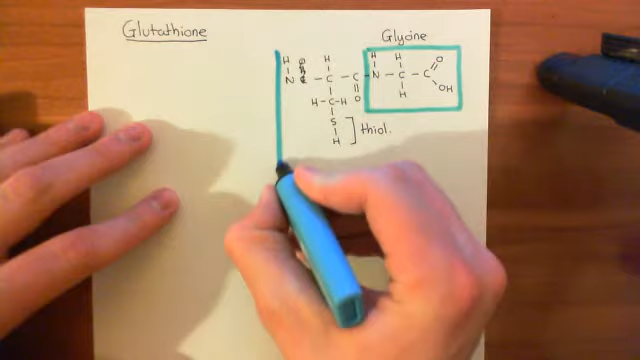 Glutathione
Glycine
H H H H O
N - C - C - N - C - C
H - C - H O H OH
S
H
thiol.